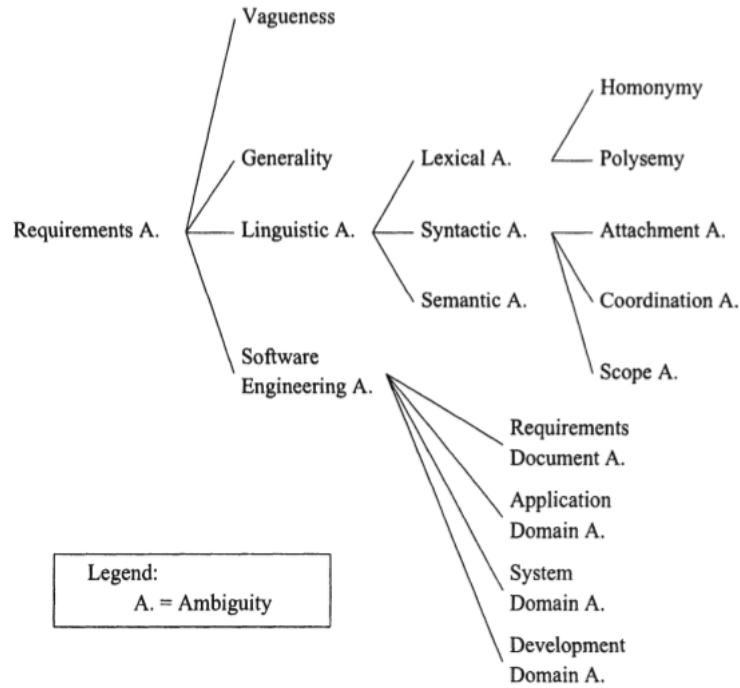 Vagueness
Homonymy
Generality
Lexical A.
Polysemy
Requirements A.
Linguistic A.
Syntactic A.
Attachment A.
Semantic A.
Coordination A.
Software
Engineering A.
Scope A.
Requirements
Document A.
Application
Domain A.
System
Domain A.
Development
Domain A.
Legend:
A. = Ambiguity